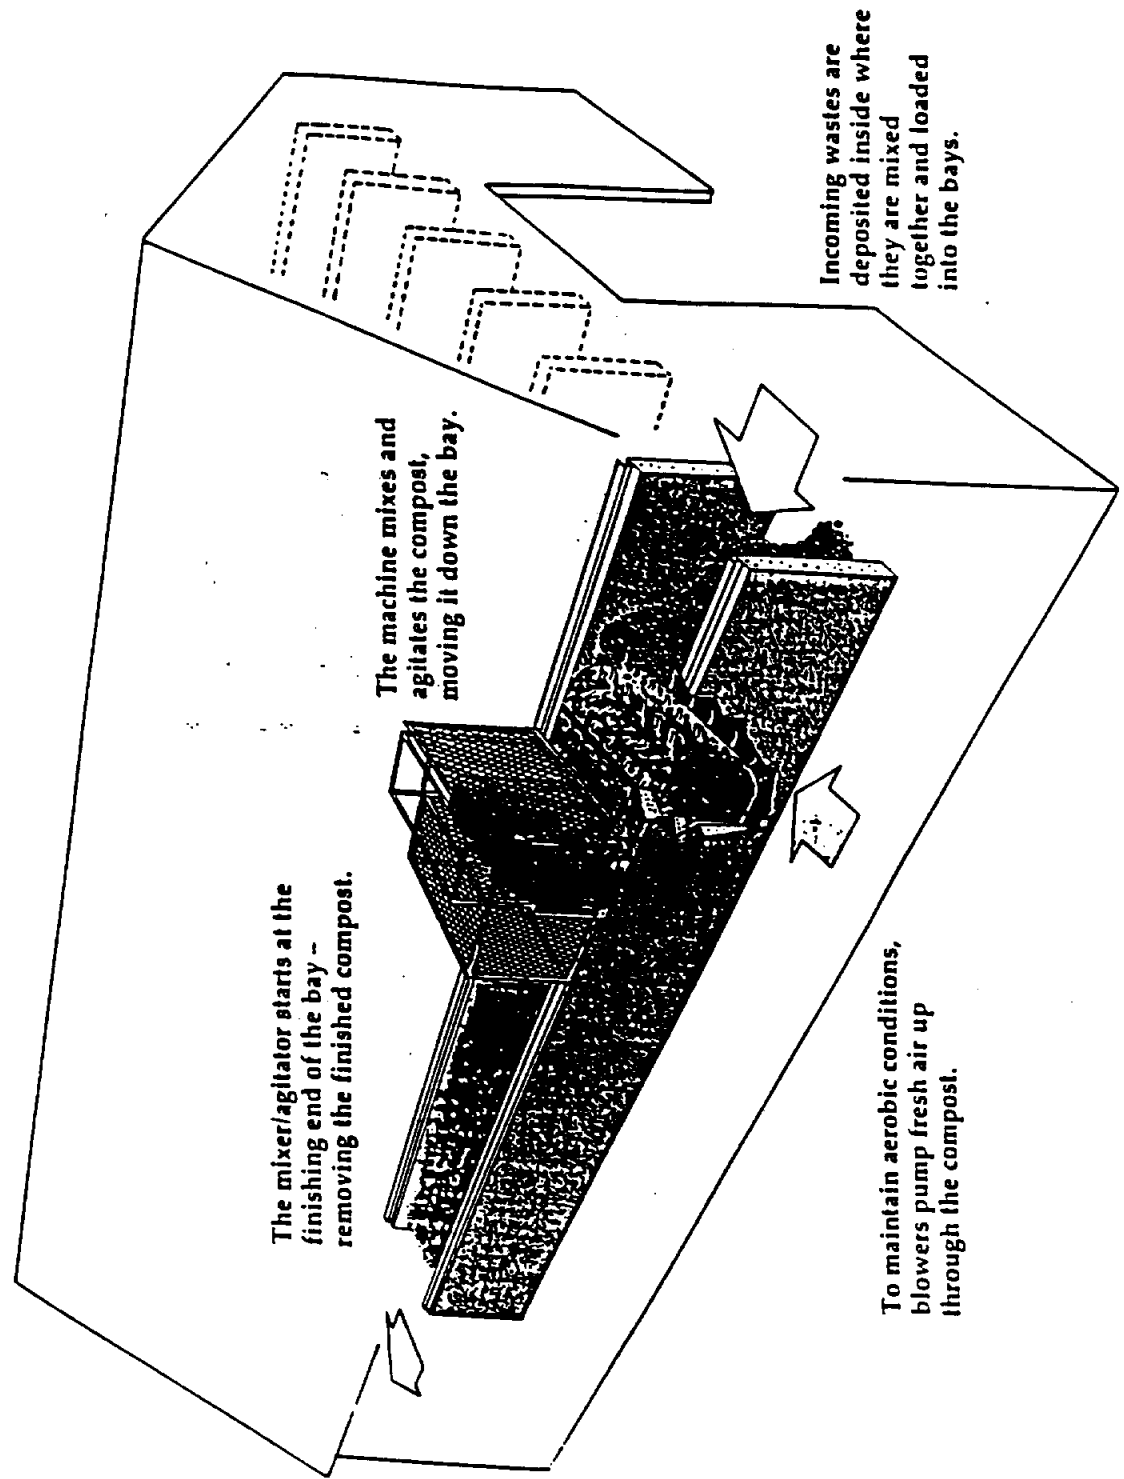 The mixer/agitator starts at the
finishing end of the bay –
removing the finished compost.
The machine mixes and
agitates the compost,
moving it down the bay.
Incoming wastes are
deposited inside where
they are mixed
together and loaded
into the bays.
To maintain aerobic conditions,
blowers pump fresh air up
through the compost.